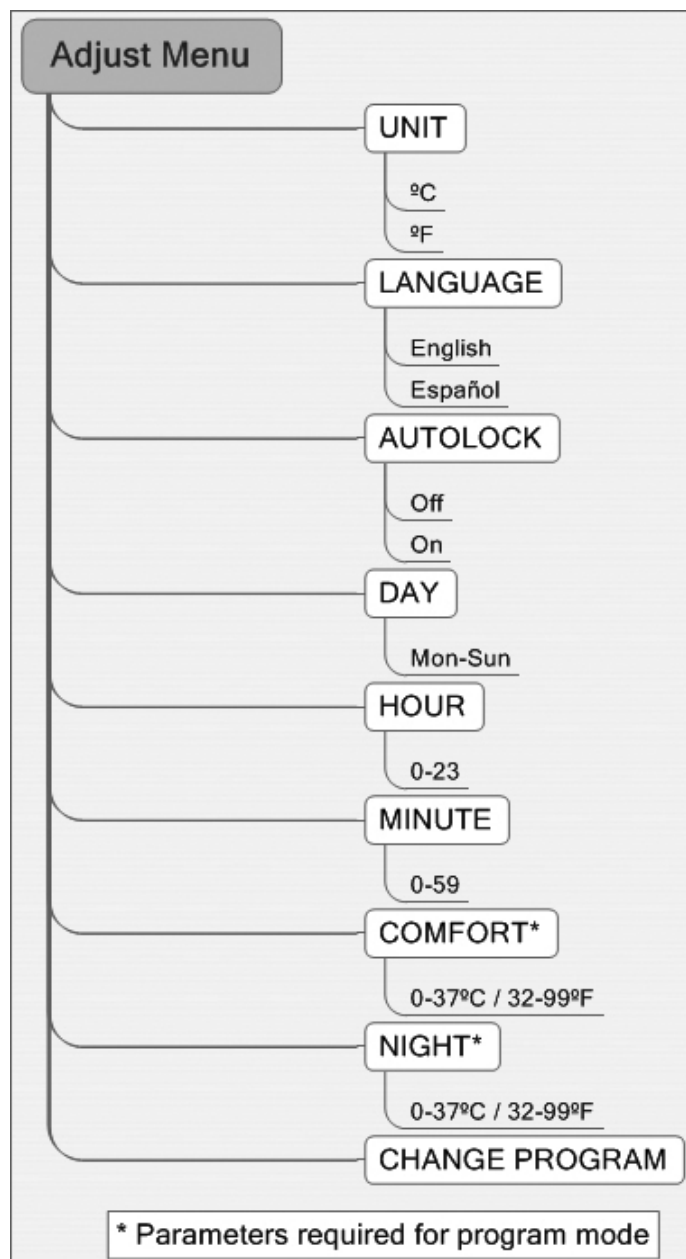 Adjust Menu
UNIT
ºC
ºF
LANGUAGE
English
Español
AUTOLOCK
Off
On
DAY
Mon-Sun
HOUR
0-23
MINUTE
0-59
COMFORT*
0-37ºC / 32-99ºF
NIGHT*
0-37ºC / 32-99ºF
CHANGE PROGRAM
* Parameters required for program mode